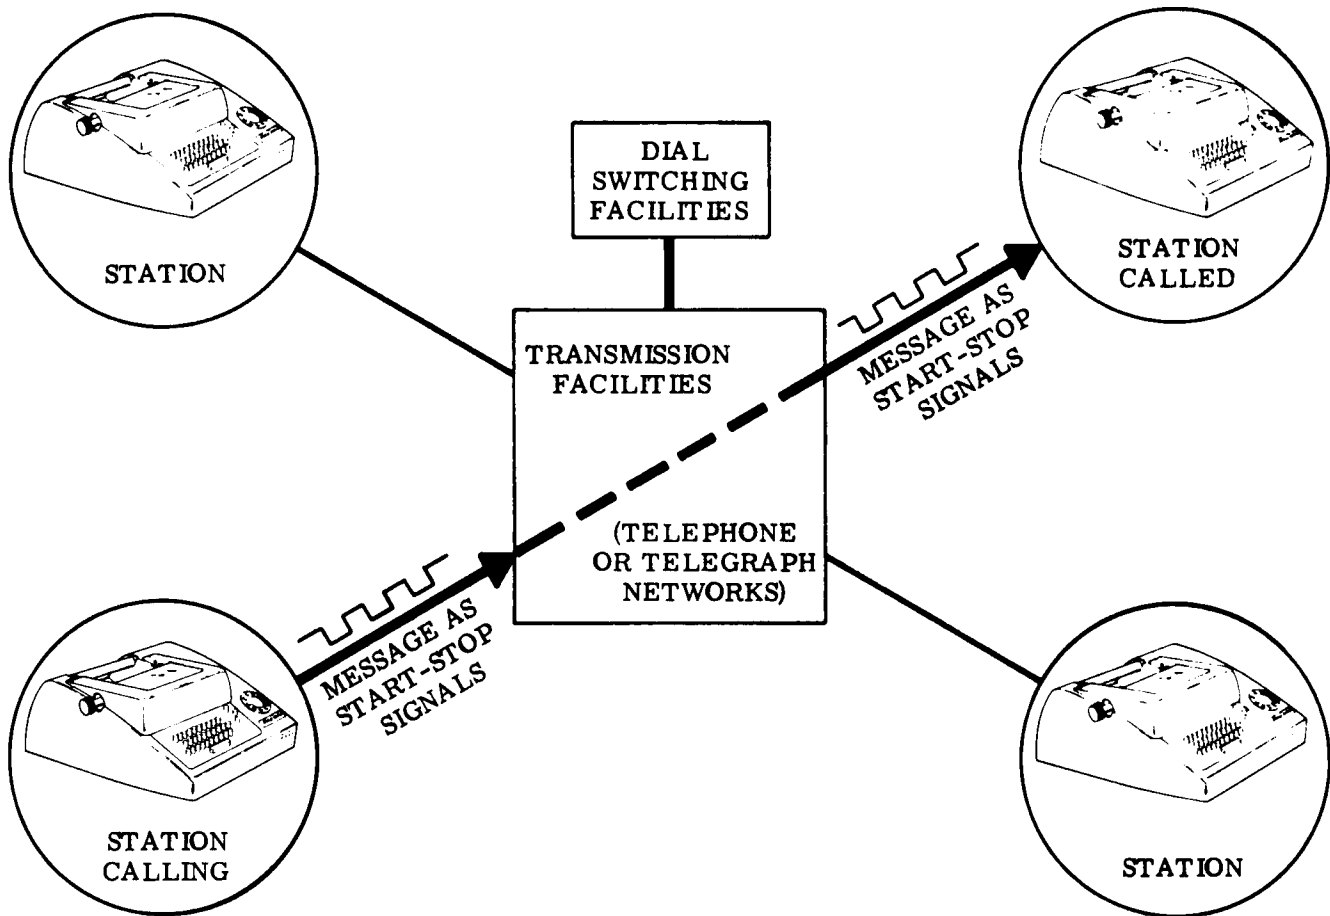 STATION
DIAL
SWITCHING
FACILITIES
STATION
CALLED
TRANSMISSION
FACILITIES
MESSAGE AS
START-STOP
SIGNALS
(TELEPHONE
OR TELEGRAPH
NETWORKS)
MESSAGE AS
START-STOP
SIGNALS
STATION
CALLING
STATION